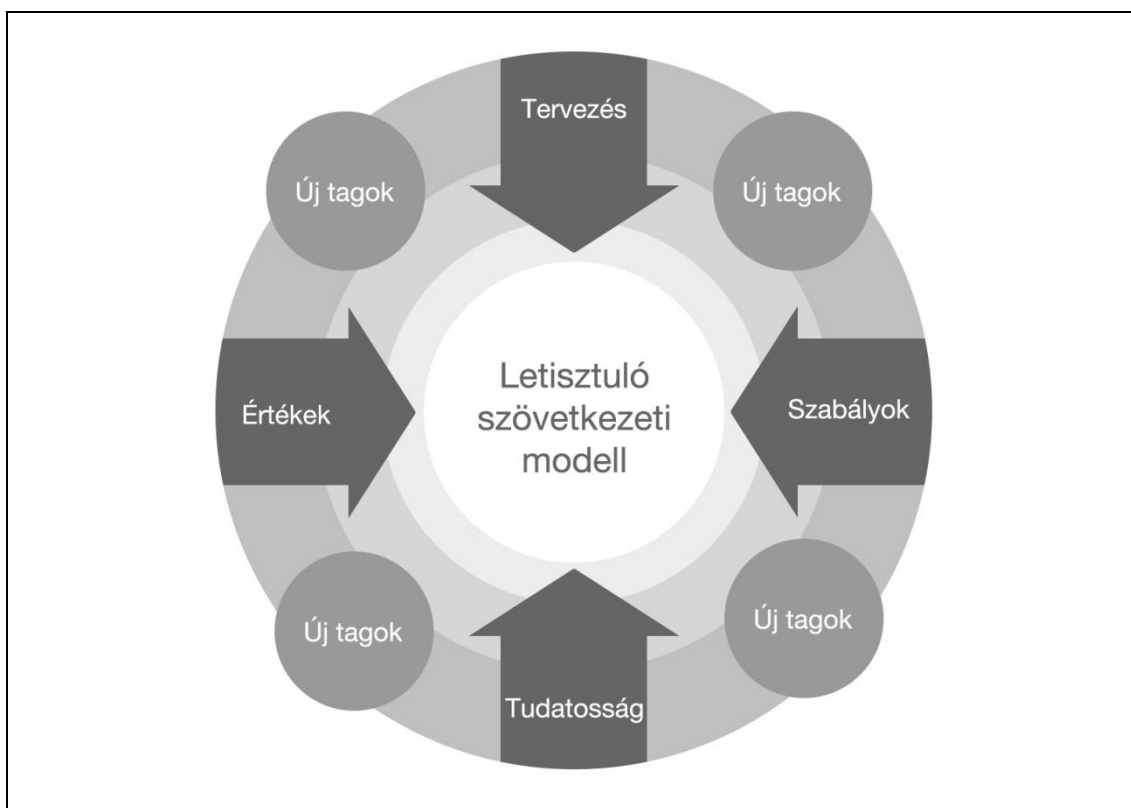 Tervezés
Új tagok
Új tagok
Értékek
Letisztuló
szövetkezeti
modell
Szabályok
Új tagok
Új tagok
Tudatosság